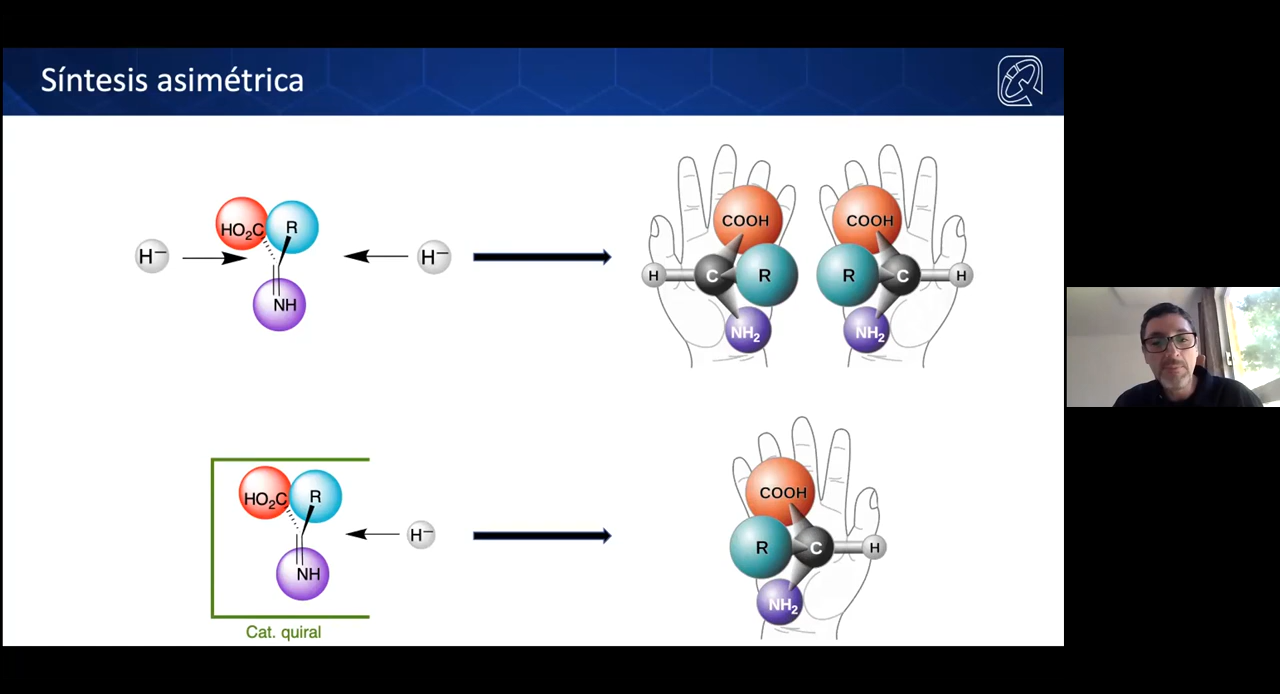 Síntesis asimétrica
HO₂C
R
H⁻
H⁻
NH
COOH
H
C
R
NH₂
COOH
R
C
H
NH₂
HO₂C
R
H⁻
NH
Cat. quiral
COOH
R
C
H
NH₂